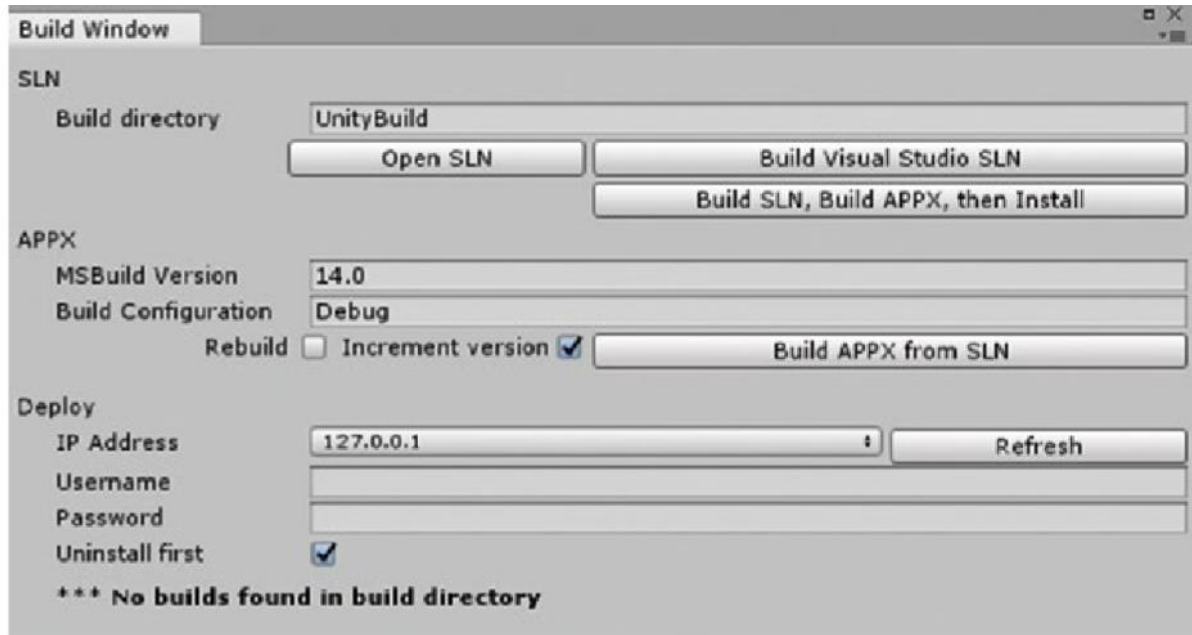 Build Window
SLN
Build directory UnityBuild
Open SLN Build Visual Studio SLN
Build SLN, Build APPX, then Install
APPX
MSBuild Version 14.0
Build Configuration Debug
Rebuild Increment version Build APPX from SLN
Deploy
IP Address 127.0.0.1 Refresh
Username
Password
Uninstall first
*** No builds found in build directory